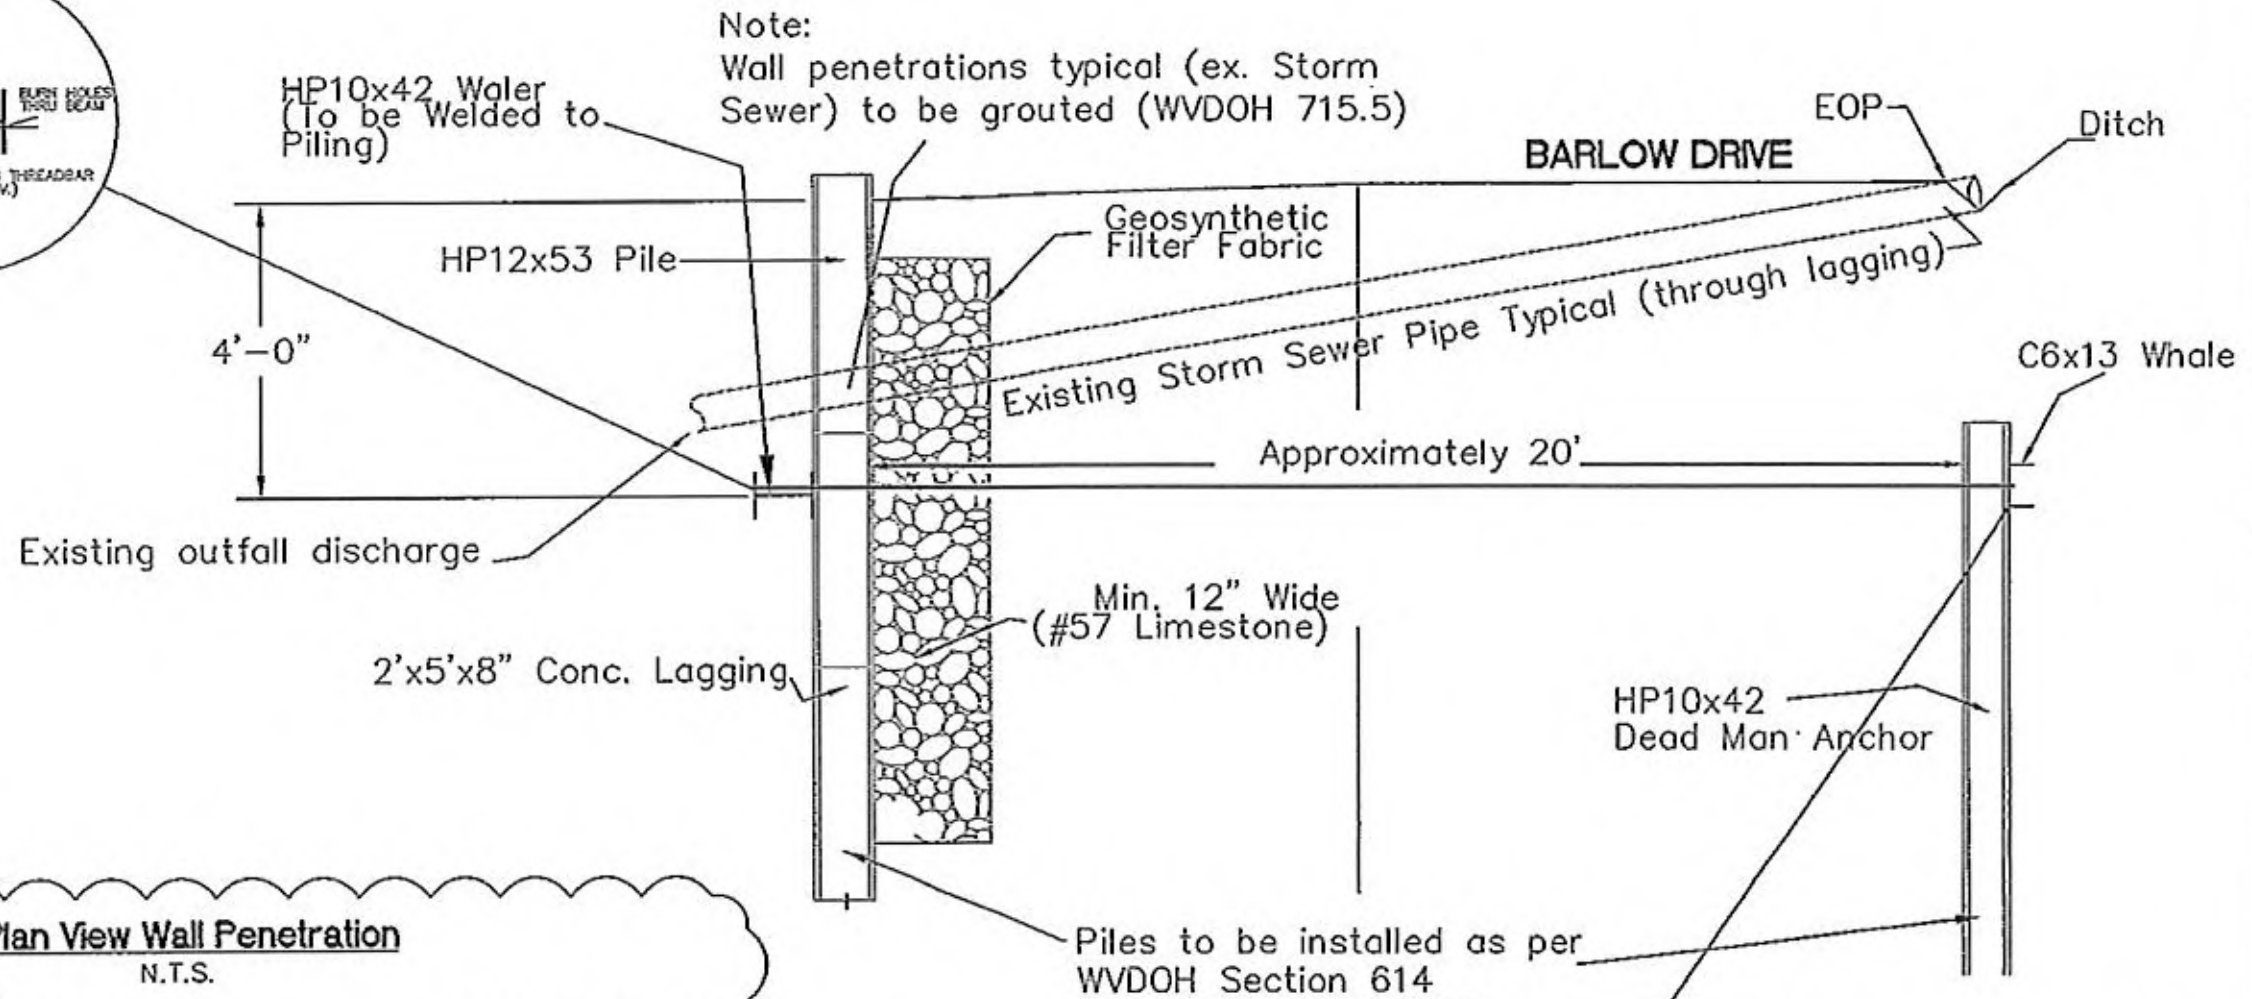 Note:
Wall penetrations typical (ex. Storm
Sewer) to be grouted (WVDOH 715.5)
BURN HOLES
THRU BEAM
THREADBAR
HP10x42 Waler
(To be Welded to
Piling)
EOP
Ditch
BARLOW DRIVE
HP12x53 Pile
Geosynthetic
Filter Fabric
4'-0"
Existing Storm Sewer Pipe Typical (through lagging)
C6x13 Whale
Approximately 20'
Existing outfall discharge
Min. 12" Wide
(#57 Limestone)
2'x5'x8" Conc. Lagging
HP10x42
Dead Man Anchor
lan View Wall Penetration
N.T.S.
Piles to be installed as per
WVDOH Section 614